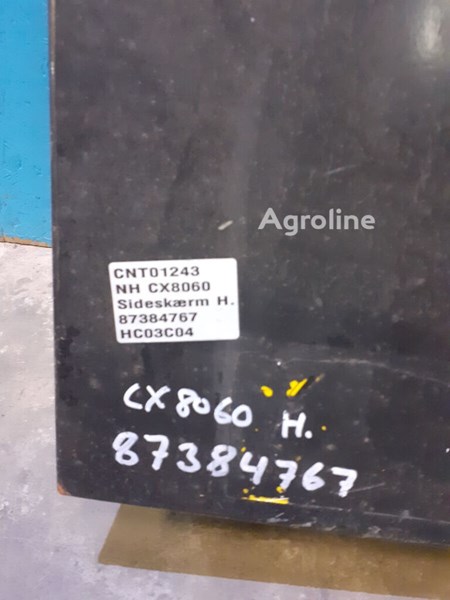 Agroline
CNT01243
NH CX8060
Sideskærm H.
87384767
HC03C04
CX8060 H.
87384767